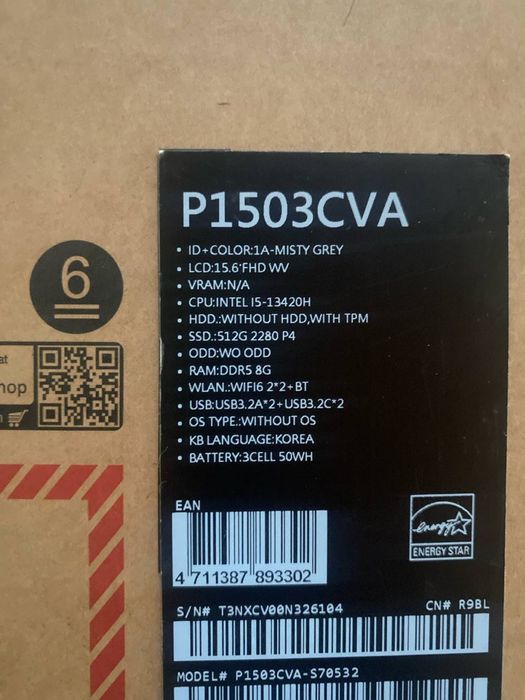 P1503CVA
• ID+COLOR:1A-MISTY GREY
• LCD:15.6'FHD WV
• VRAM:N/A
• CPU:INTEL I5-13420H
• HDD.:WITHOUT HDD,WITH TPM
• SSD.:512G 2280 P4
• ODD:WO ODD
• RAM:DDR5 8G
• WLAN.:WIFI6 2*2+BT
• USB:USB3.2A*2+USB3.2C*2
• OS TYPE.:WITHOUT OS
• KB LANGUAGE:KOREA
• BATTERY:3CELL 50WH
6
at
hop
EAN
4 711387 893302
energy
ENERGY STAR
S/N# T3NXCV00N326104 CN# R9BL
MODEL# P1503CVA-S70532